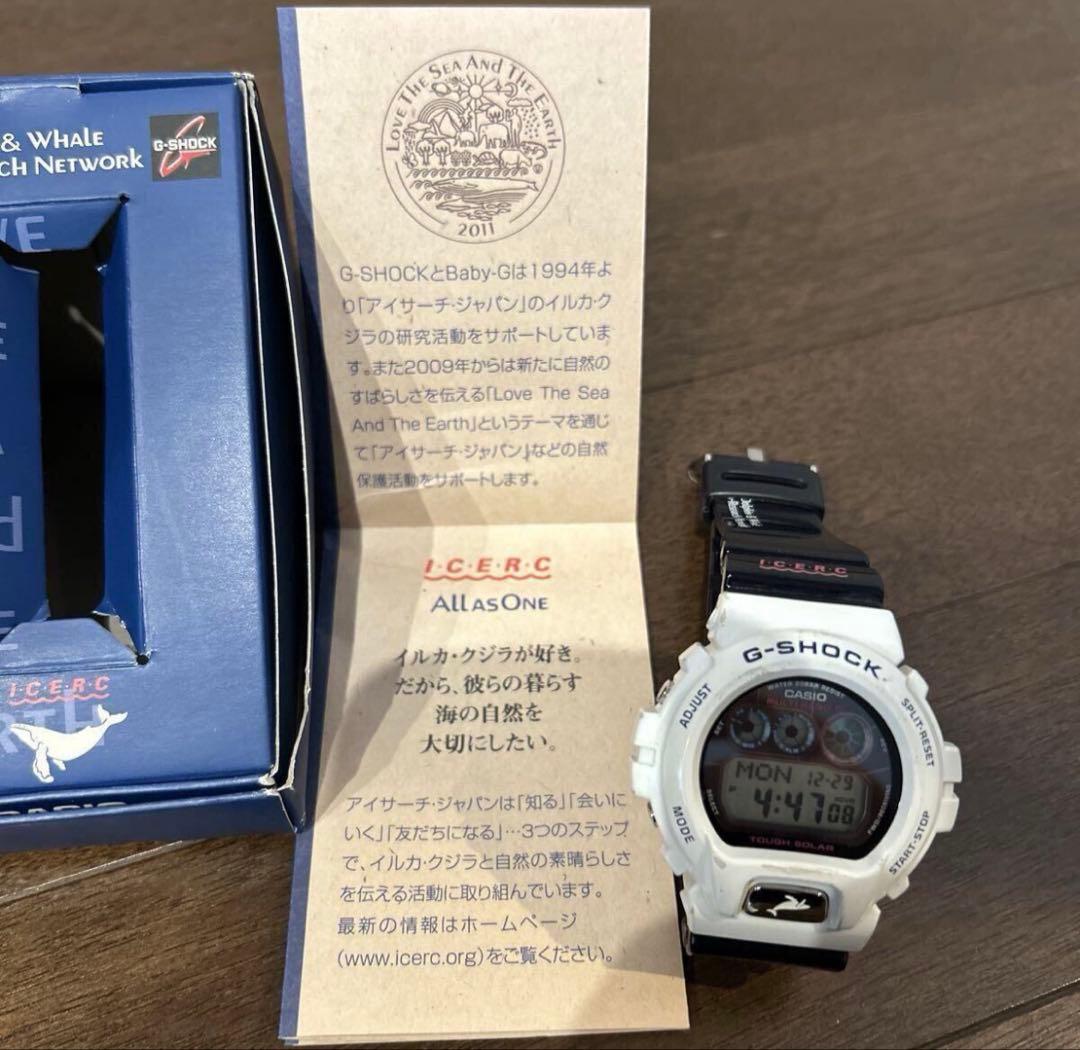 & WHALE
CH NETWORK
G-SHOCK
I·C·E·R·C
LOVE THE SEA AND THE EARTH
2011
G-SHOCKとBaby-Gは1994年よ
り「アイサーチ・ジャパン」のイルカ・ク
ジラの研究活動をサポートしていま
す。また2009年からは新たに自然の
すばらしさを伝える「Love The Sea
And The Earth」というテーマを通じ
て「アイサーチ・ジャパン」などの自然
保護活動をサポートします。
I·C·E·R·C
ALL AS ONE
イルカ・クジラが好き。
だから、彼らの暮らす
海の自然を
大切にしたい。
アイサーチ・ジャパンは「知る」「会いに
いく」「友だちになる」…3つのステップ
で、イルカ・クジラと自然の素晴らしさ
を伝える活動に取り組んでいます。
最新の情報はホームページ
(www.icerc.org)をご覧ください。
I·C·E·R·C
G-SHOCK
WATER 20BAR RESIST
CASIO
ADJUST
SPLIT·RESET
MON 12-29
4:47 08
TOUGH SOLAR
MODE
START·STOP